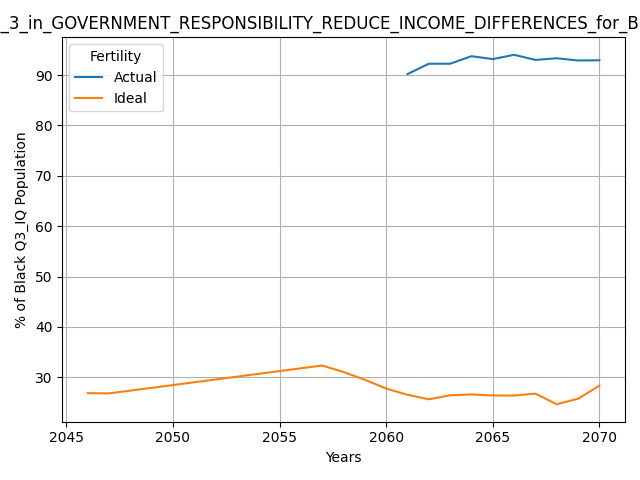 _3_in_GOVERNMENT_RESPONSIBILITY_REDUCE_INCOME_DIFFERENCES_for_B
Fertility
Actual
Ideal
90
80
70
60
50
40
30
% of Black Q3_IQ Population
2045
2050
2055
2060
2065
2070
Years